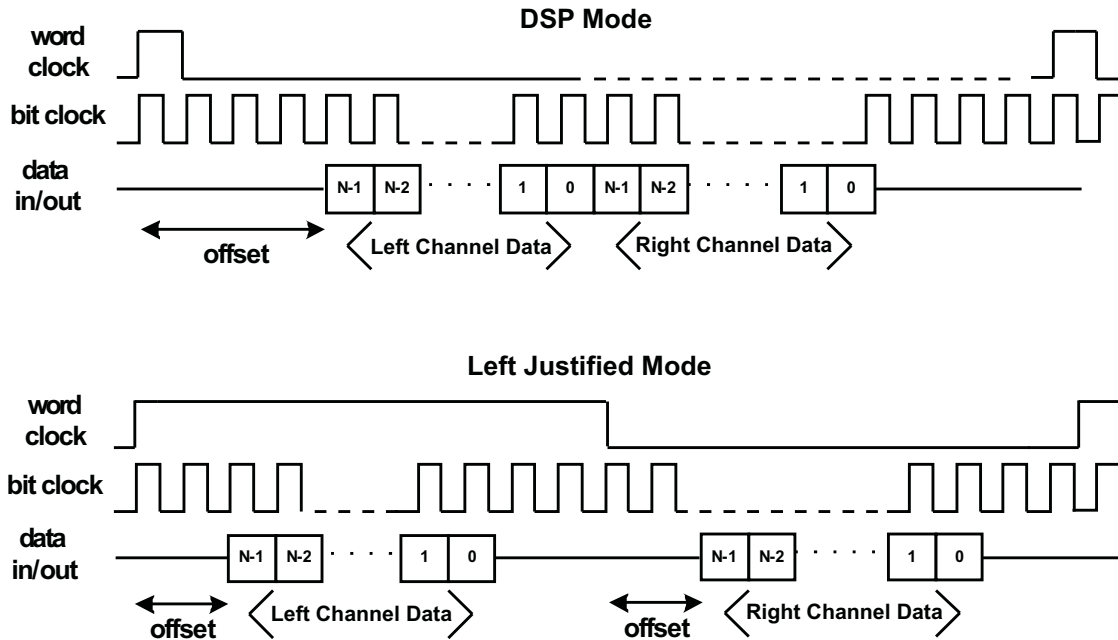 DSP Mode
word
clock
bit clock
data
in/out
N-1 N-2 1 0 N-1 N-2 1 0
offset
Left Channel Data
Right Channel Data
Left Justified Mode
word
clock
bit clock
data
in/out
N-1 N-2 1 0 N-1 N-2 1 0
offset
Left Channel Data
offset
Right Channel Data